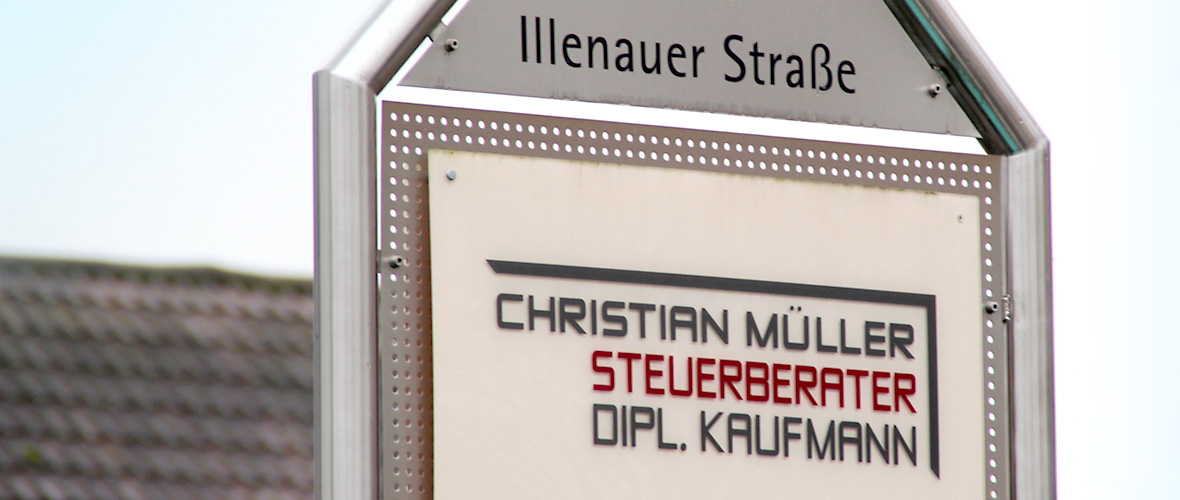 Illenauer Straße
CHRISTIAN MÜLLER
STEUERBERATER
DIPL. KAUFMANN